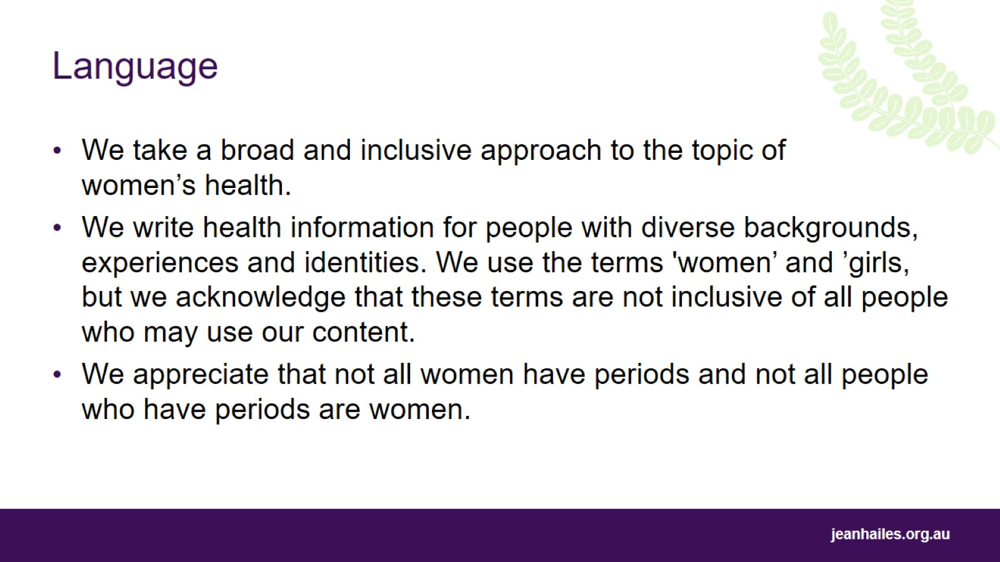 Language
• We take a broad and inclusive approach to the topic of
women’s health.
• We write health information for people with diverse backgrounds,
experiences and identities. We use the terms 'women’ and ’girls,
but we acknowledge that these terms are not inclusive of all people
who may use our content.
• We appreciate that not all women have periods and not all people
who have periods are women.
jeanhailes.org.au